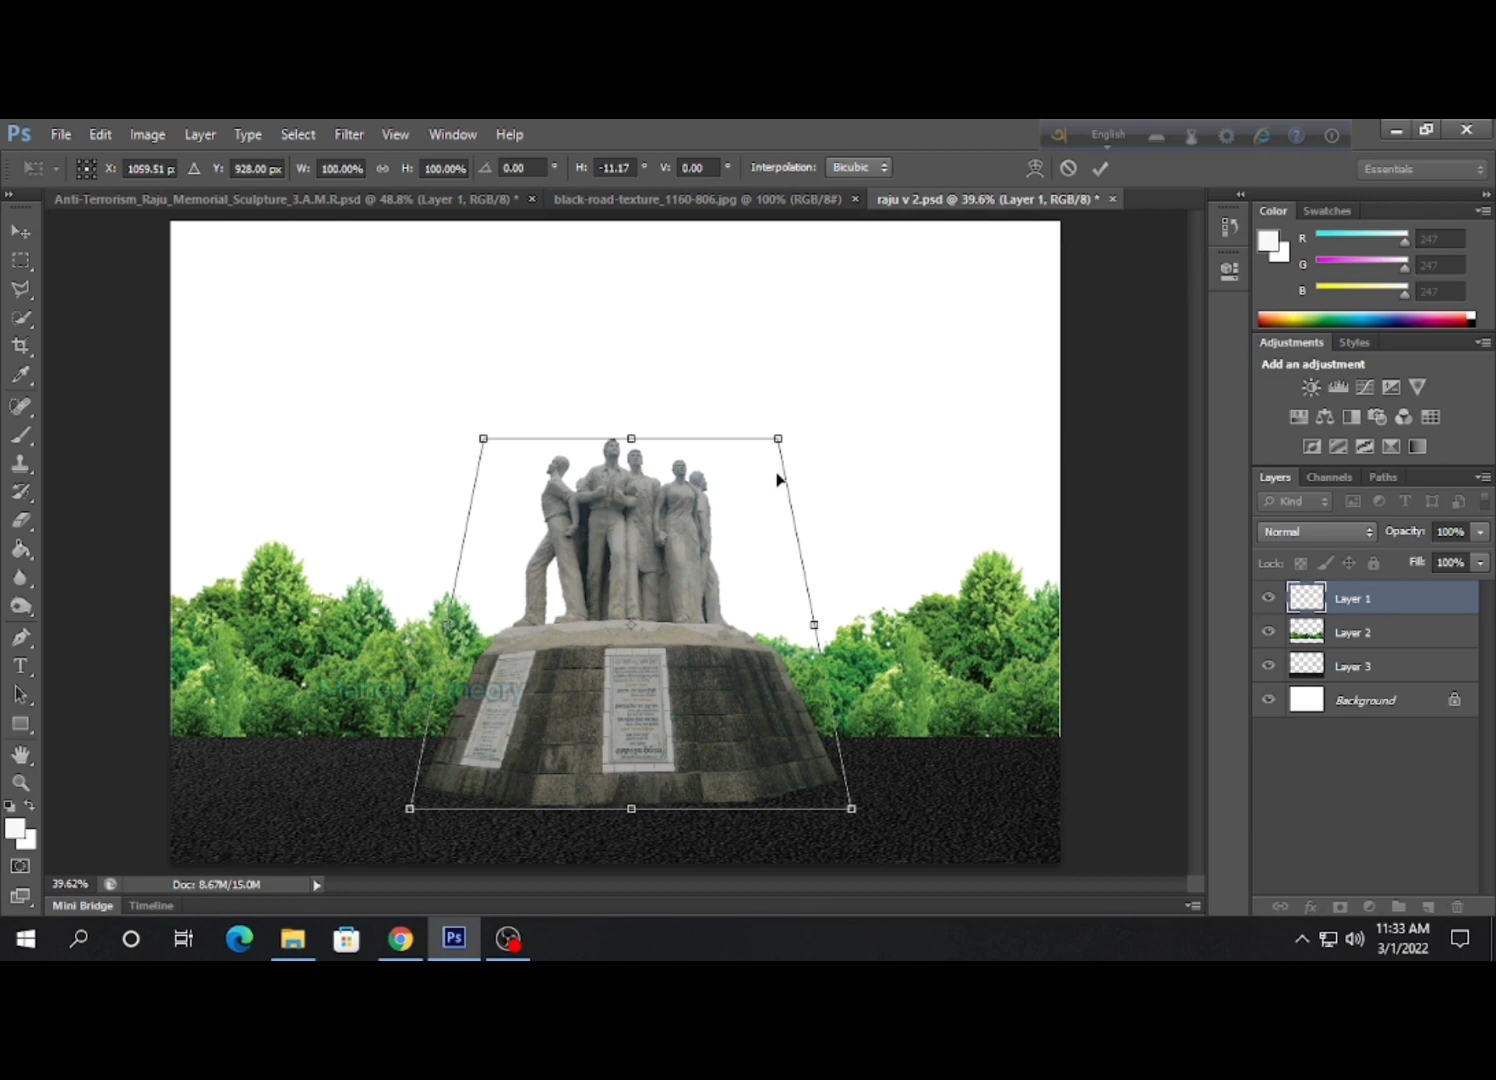 Ps File Edit Image Layer Type Select Filter View Window Help
English
X: 1059.51 p Y: 928.00 px W: 100.00% H: 100.00% 0.00 ° H: -11.17 ° V: 0.00 ° Interpolation: Bicubic
Essentials
Anti-Terrorism_Raju_Memorial_Sculpture_3.A.M.R.psd @ 48.8% (Layer 1, RGB/8) * ×
black-road-texture_1160-806.jpg @ 100% (RGB/8#) ×
raju v 2.psd @ 39.6% (Layer 1, RGB/8) * ×
Color Swatches
R 247
G 247
B 247
Adjustments Styles
Add an adjustment
Layers Channels Paths
Kind
Normal Opacity: 100%
Lock: Fill: 100%
Layer 1
Layer 2
Layer 3
Background
39.62% Doc: 8.67M/15.0M
Mini Bridge Timeline
Ps
11:33 AM
3/1/2022